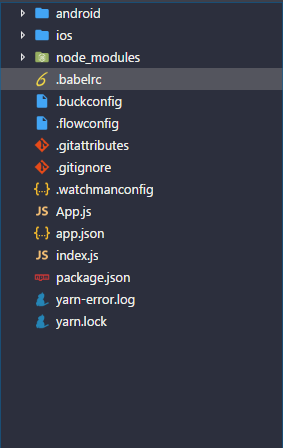 android
ios
node_modules
.babelrc
.buckconfig
.flowconfig
.gitattributes
.gitignore
.watchmanconfig
App.js
app.json
index.js
package.json
yarn-error.log
yarn.lock